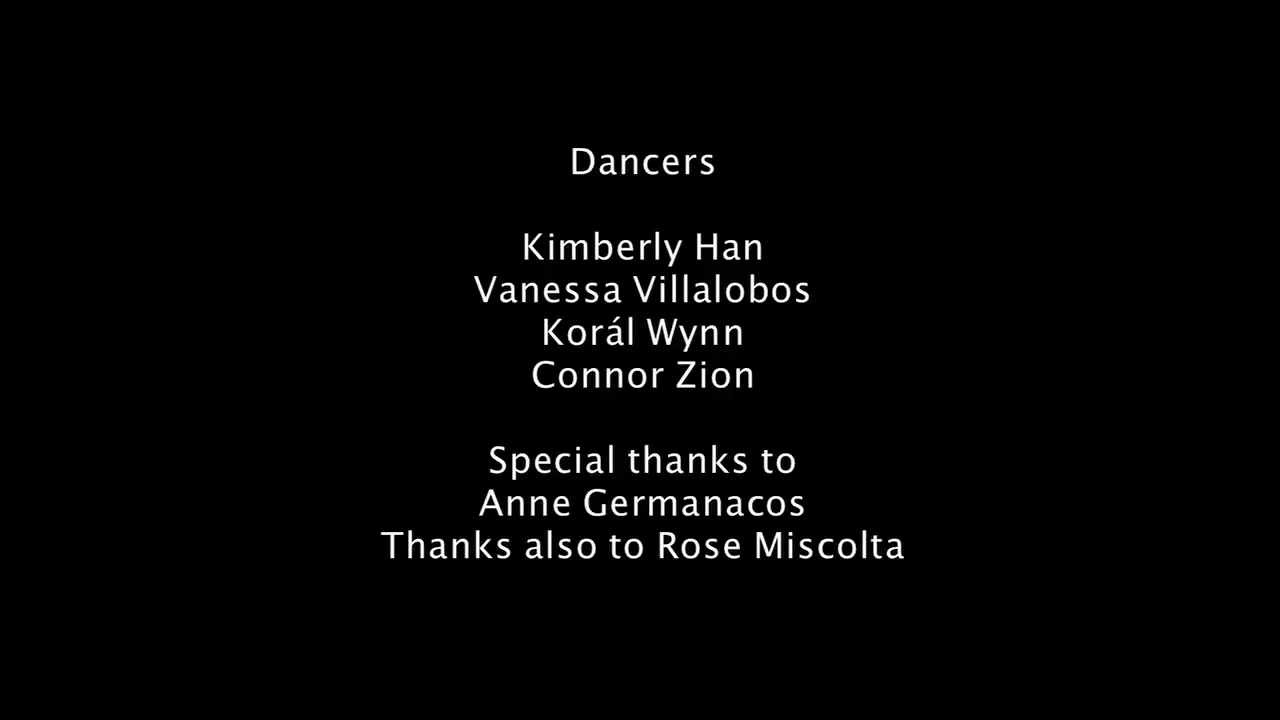 Dancers
Kimberly Han
Vanessa Villalobos
Korál Wynn
Connor Zion
Special thanks to
Anne Germanacos
Thanks also to Rose Miscolta